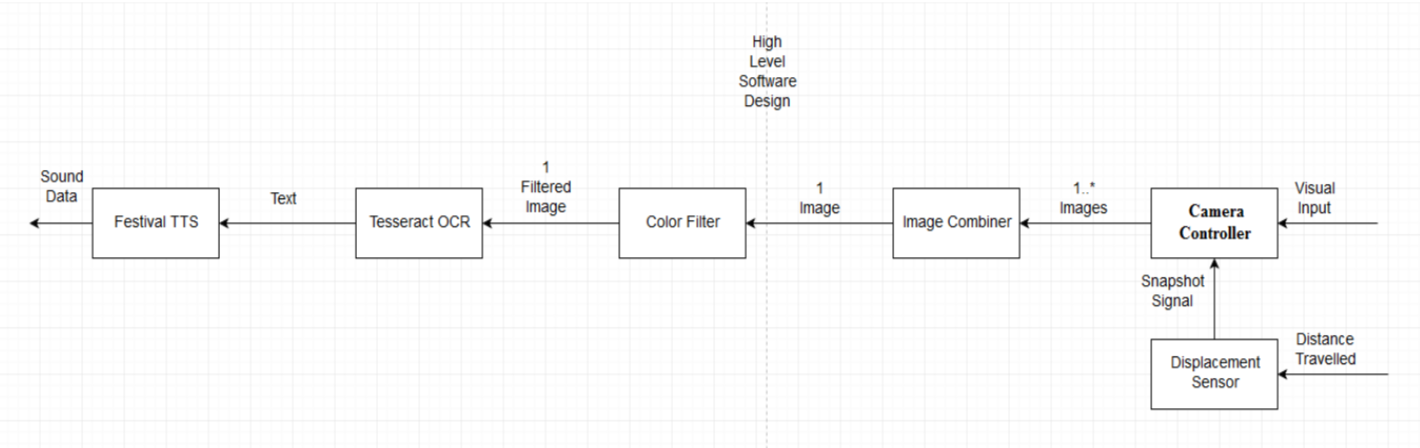 High
Level
Software
Design
Sound
Data
Festival TTS
Text
Tesseract OCR
1
Filtered
Image
Color Filter
1
Image
Image Combiner
1..*
Images
Camera
Controller
Visual
Input
Snapshot
Signal
Displacement
Sensor
Distance
Travelled